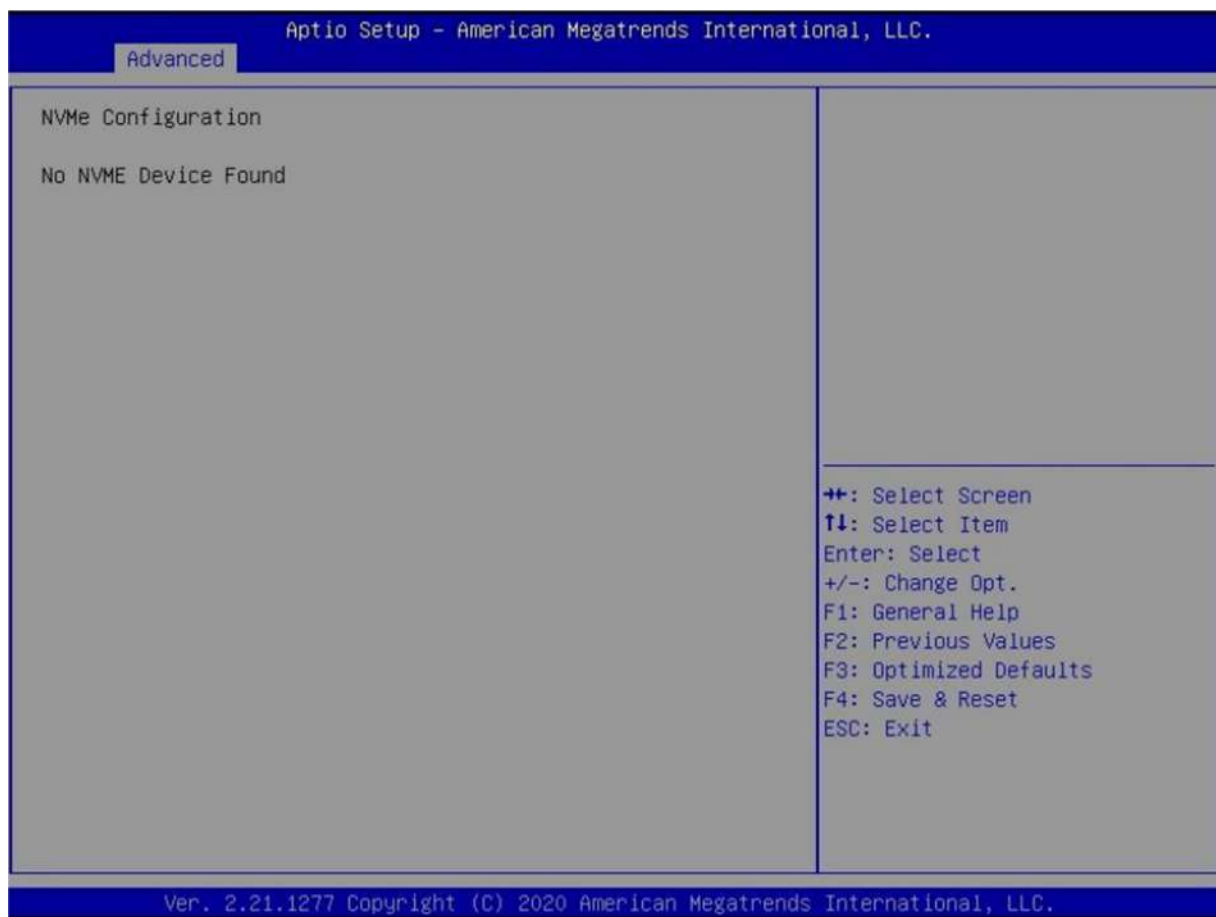 Aptio Setup – American Megatrends International, LLC.
Advanced
NVMe Configuration
No NVME Device Found
→←: Select Screen
↑↓: Select Item
Enter: Select
+/-: Change Opt.
F1: General Help
F2: Previous Values
F3: Optimized Defaults
F4: Save & Reset
ESC: Exit
Ver. 2.21.1277 Copyright (C) 2020 American Megatrends International, LLC.